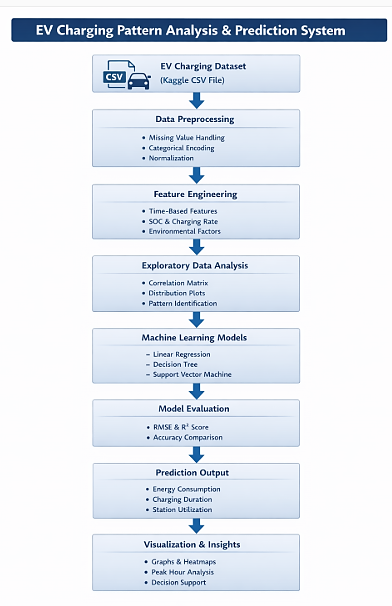 EV Charging Pattern Analysis & Prediction System
CSV
EV Charging Dataset
(Kaggle CSV File)
Data Preprocessing
• Missing Value Handling
• Categorical Encoding
• Normalization
Feature Engineering
• Time-Based Features
• SOC & Charging Rate
• Environmental Factors
Exploratory Data Analysis
• Correlation Matrix
• Distribution Plots
• Pattern Identification
Machine Learning Models
– Linear Regression
– Decision Tree
– Support Vector Machine
Model Evaluation
• RMSE & R² Score
• Accuracy Comparison
Prediction Output
• Energy Consumption
• Charging Duration
• Station Utilization
Visualization & Insights
• Graphs & Heatmaps
• Peak Hour Analysis
• Decision Support